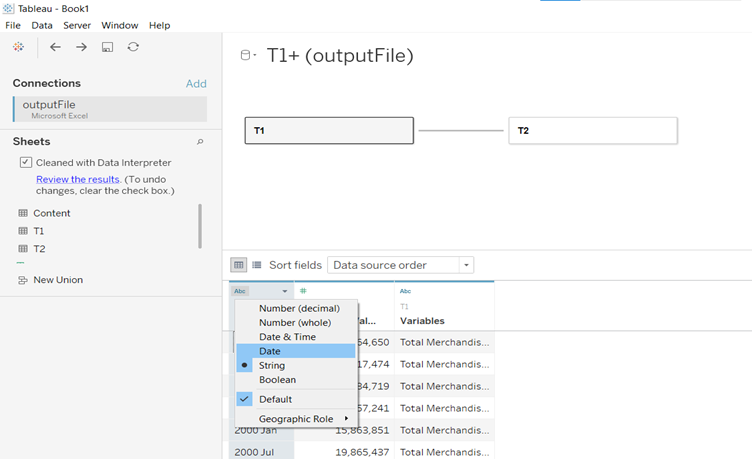 Tableau - Book1
File Data Server Window Help
T1+ (outputFile)
Connections Add
outputFile
Microsoft Excel
Sheets
Cleaned with Data Interpreter
Review the results. (To undo
changes, clear the check box.)
Content
T1
T2
New Union
T1 T2
Sort fields Data source order
Abc # Abc
T1
Val... Variables
Number (decimal)
Number (whole)
Date & Time
Date
String
Boolean
Default
Geographic Role
64,650 Total Merchandis...
17,474 Total Merchandis...
34,719 Total Merchandis...
57,241 Total Merchandis...
2000 Jan 15,863,851 Total Merchandis...
2000 Jul 19,865,437 Total Merchandis...